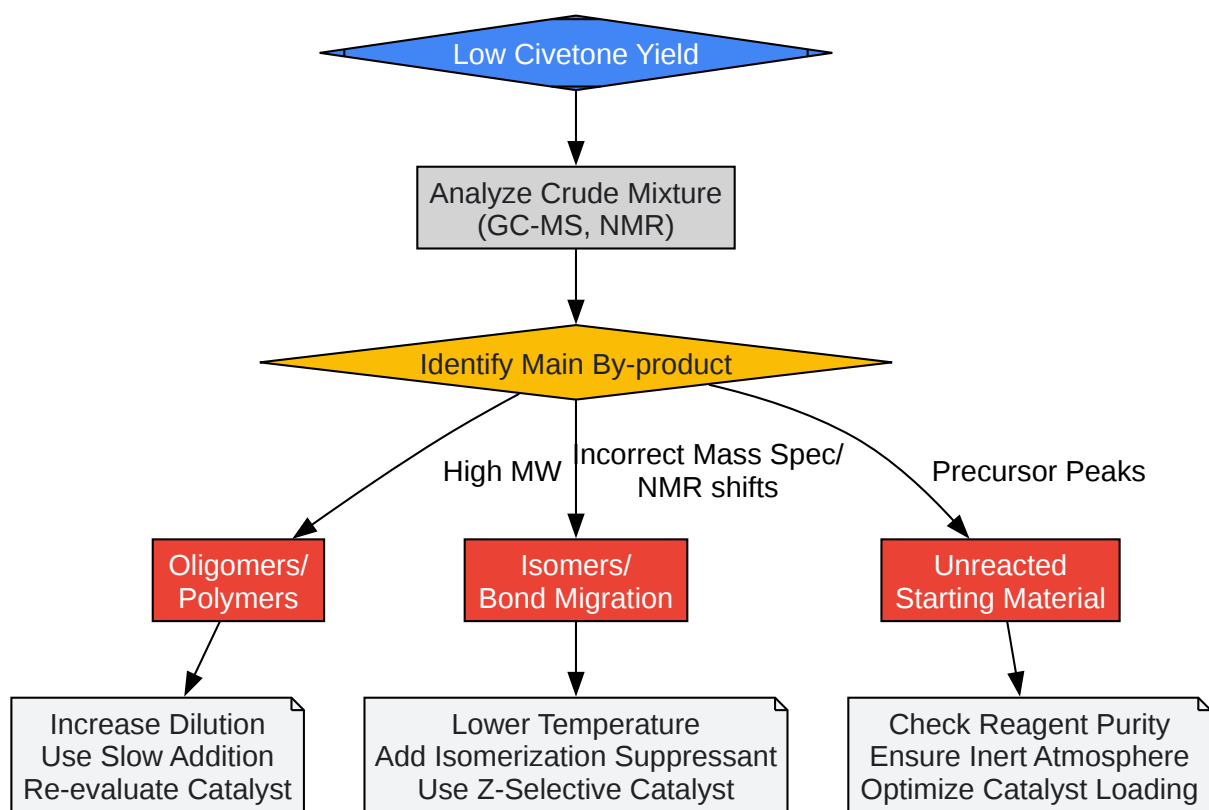 Low Civetone Yield
Analyze Crude Mixture
(GC-MS, NMR)
Identify Main By-product
High MW
Incorrect Mass Spec/
NMR shifts
Precursor Peaks
Oligomers/
Polymers
Isomers/
Bond Migration
Unreacted
Starting Material
Increase Dilution
Use Slow Addition
Re-evaluate Catalyst
Lower Temperature
Add Isomerization Suppressant
Use Z-Selective Catalyst
Check Reagent Purity
Ensure Inert Atmosphere
Optimize Catalyst Loading